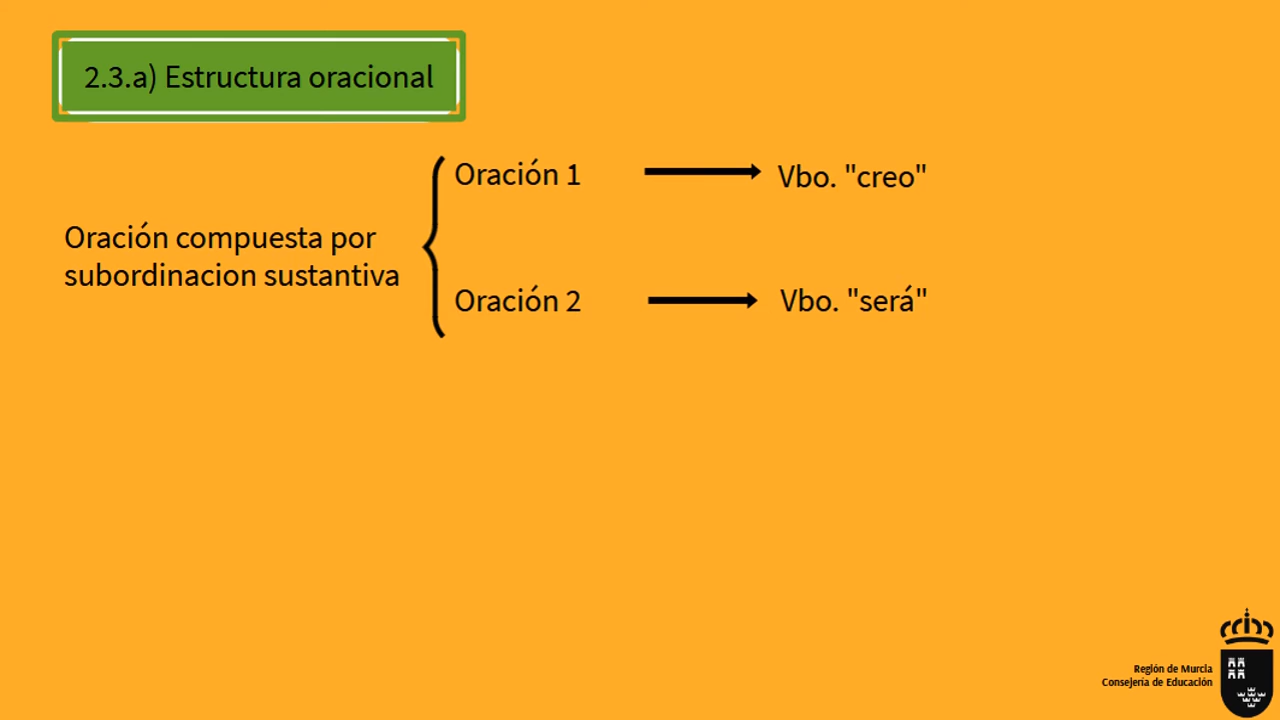 2.3.a) Estructura oracional
Oración 1
Vbo. "creo"
Oración compuesta por
subordinacion sustantiva
Oración 2
Vbo. "será"
Región de Murcia
Consejería de Educación